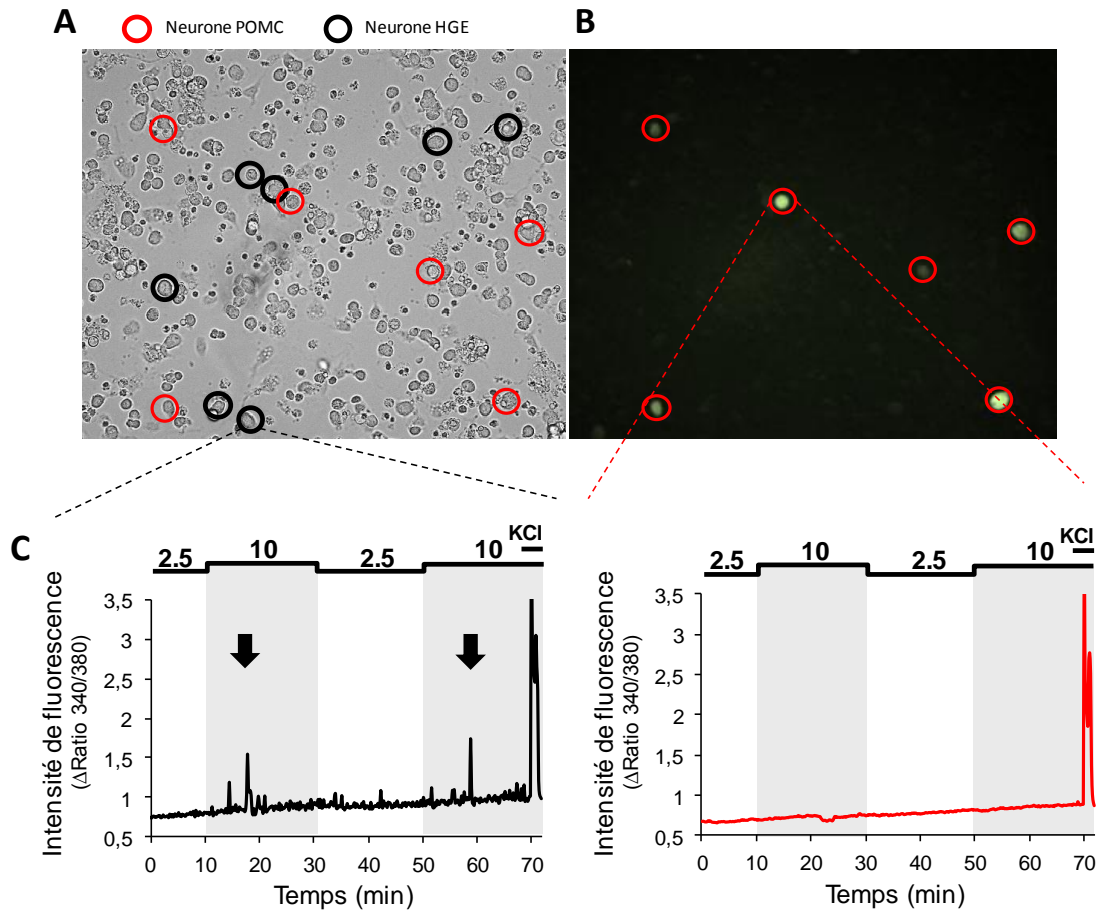 A Neurone POMC Neurone HGE B
C
2.5 10 2.5 10 KCl
Intensité de fluorescence
(ΔRatio 340/380)
3,5
3
2,5
2
1,5
1
0,5
0 10 20 30 40 50 60 70
Temps (min)
2.5 10 2.5 10 KCl
Intensité de fluorescence
(ΔRatio 340/380)
3,5
3
2,5
2
1,5
1
0,5
0 10 20 30 40 50 60 70
Temps (min)